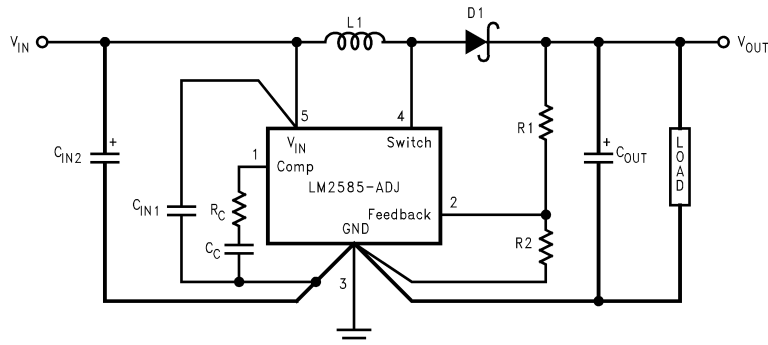 L1
D1
VIN
VOUT
5
4
VIN
Switch
R1
+
CIN2
+
COUT
LOAD
1
Comp
LM2585-ADJ
CIN1
RC
2
Feedback
GND
CC
R2
3